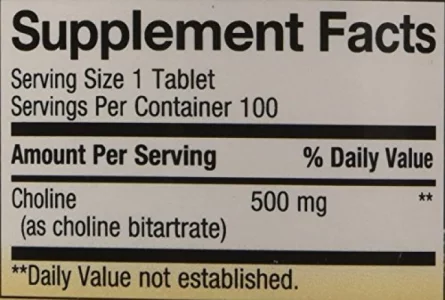 Supplement Facts
Serving Size 1 Tablet
Servings Per Container 100
Amount Per Serving % Daily Value
Choline 500 mg **
(as choline bitartrate)
**Daily Value not established.